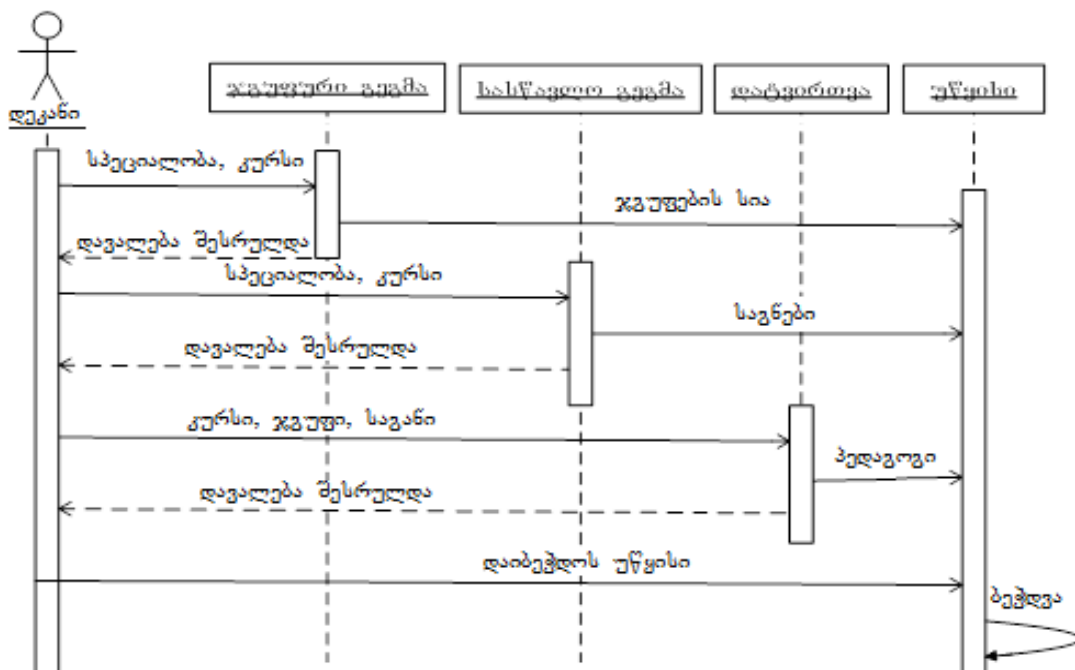 ჯგუფური გეგმა
სასწავლო გეგმა
დატვირთვა
უწყისი
დეკანი
სპეციალობა, კურსი
ჯგუფების სია
დავალება შესრულდა
სპეციალობა, კურსი
საგნები
დავალება შესრულდა
კურსი, ჯგუფი, საგანი
პედაგოგი
დავალება შესრულდა
დაიბეჭდოს უწყისი
ბეჭდვა